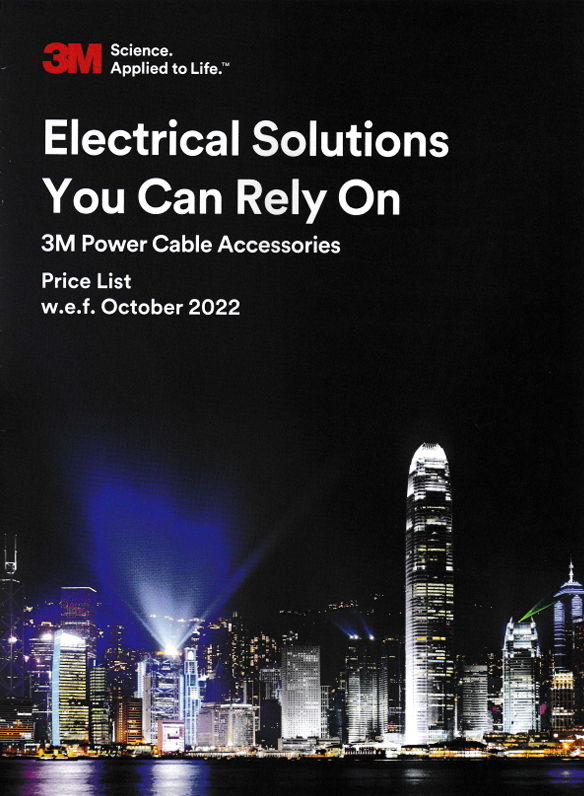 3M
Science.
Applied to Life.™
Electrical Solutions
You Can Rely On
3M Power Cable Accessories
Price List
w.e.f. October 2022